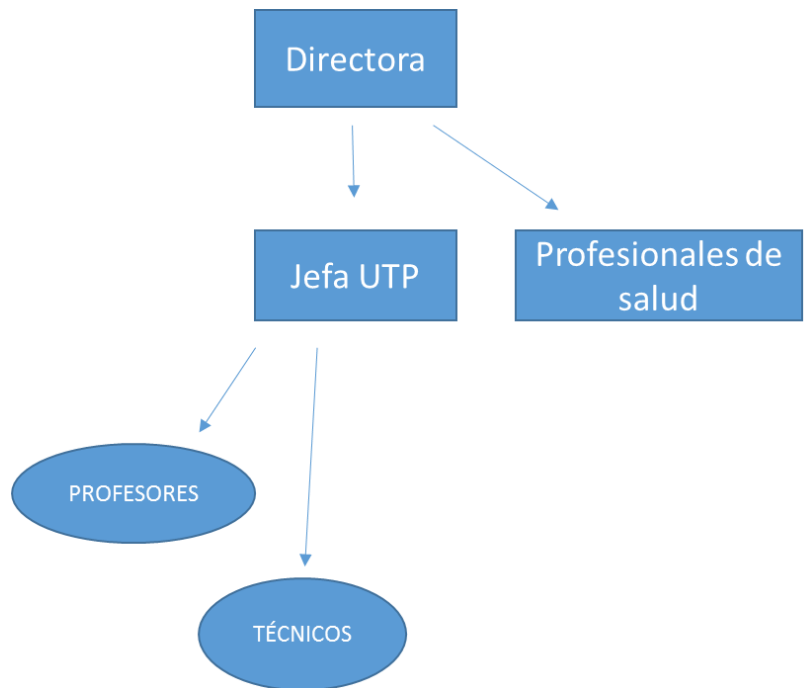 Directora
Jefa UTP
Profesionales de
salud
PROFESORES
TÉCNICOS